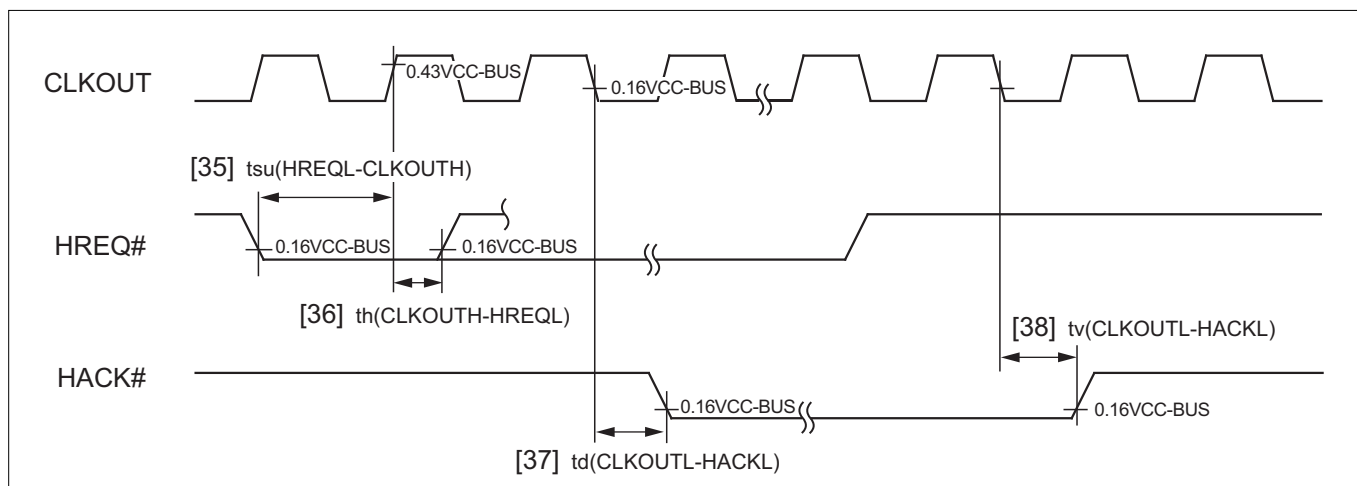 CLKOUT
0.43VCC-BUS
0.16VCC-BUS
[35] tsu(HREQL-CLKOUTH)
HREQ#
0.16VCC-BUS
0.16VCC-BUS
[36] th(CLKOUTH-HREQL)
[38] tv(CLKOUTL-HACKL)
HACK#
0.16VCC-BUS
0.16VCC-BUS
[37] td(CLKOUTL-HACKL)